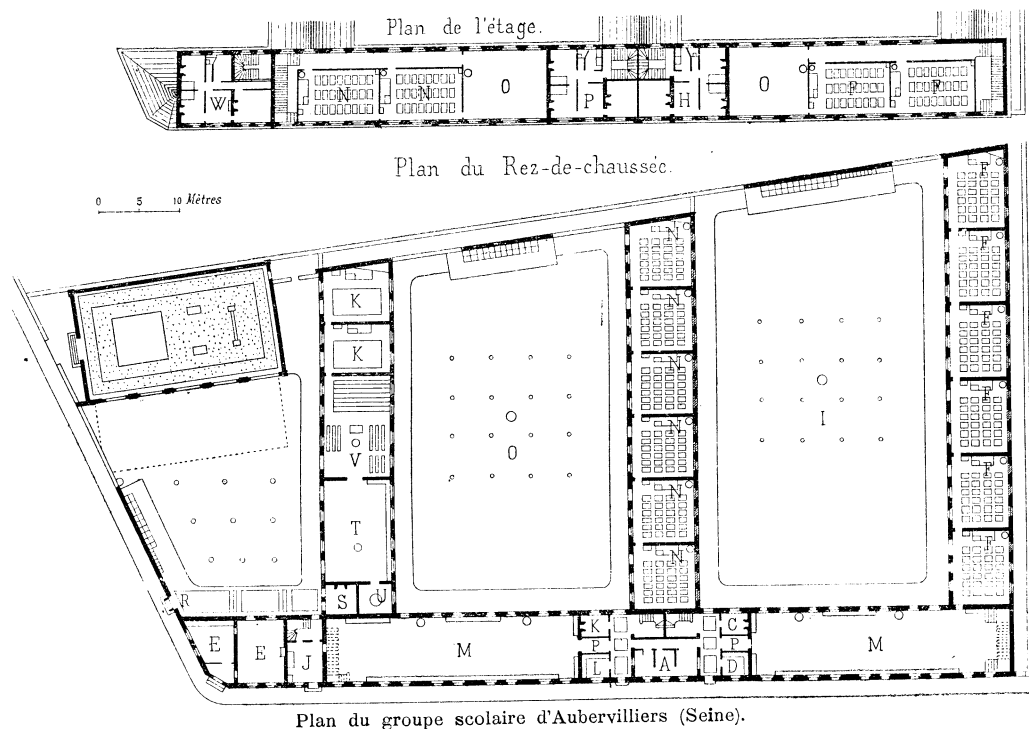 Plan de l'étage.
W N N O P H O F F
Plan du Rez-de-chaussée.
0 5 10 Mètres
K
K
V
T
S U
O
N
N
N
N
N
N
I
F
F
F
F
F
F
R
E E J M K P L A C P D M
Plan du groupe scolaire d'Aubervilliers (Seine).